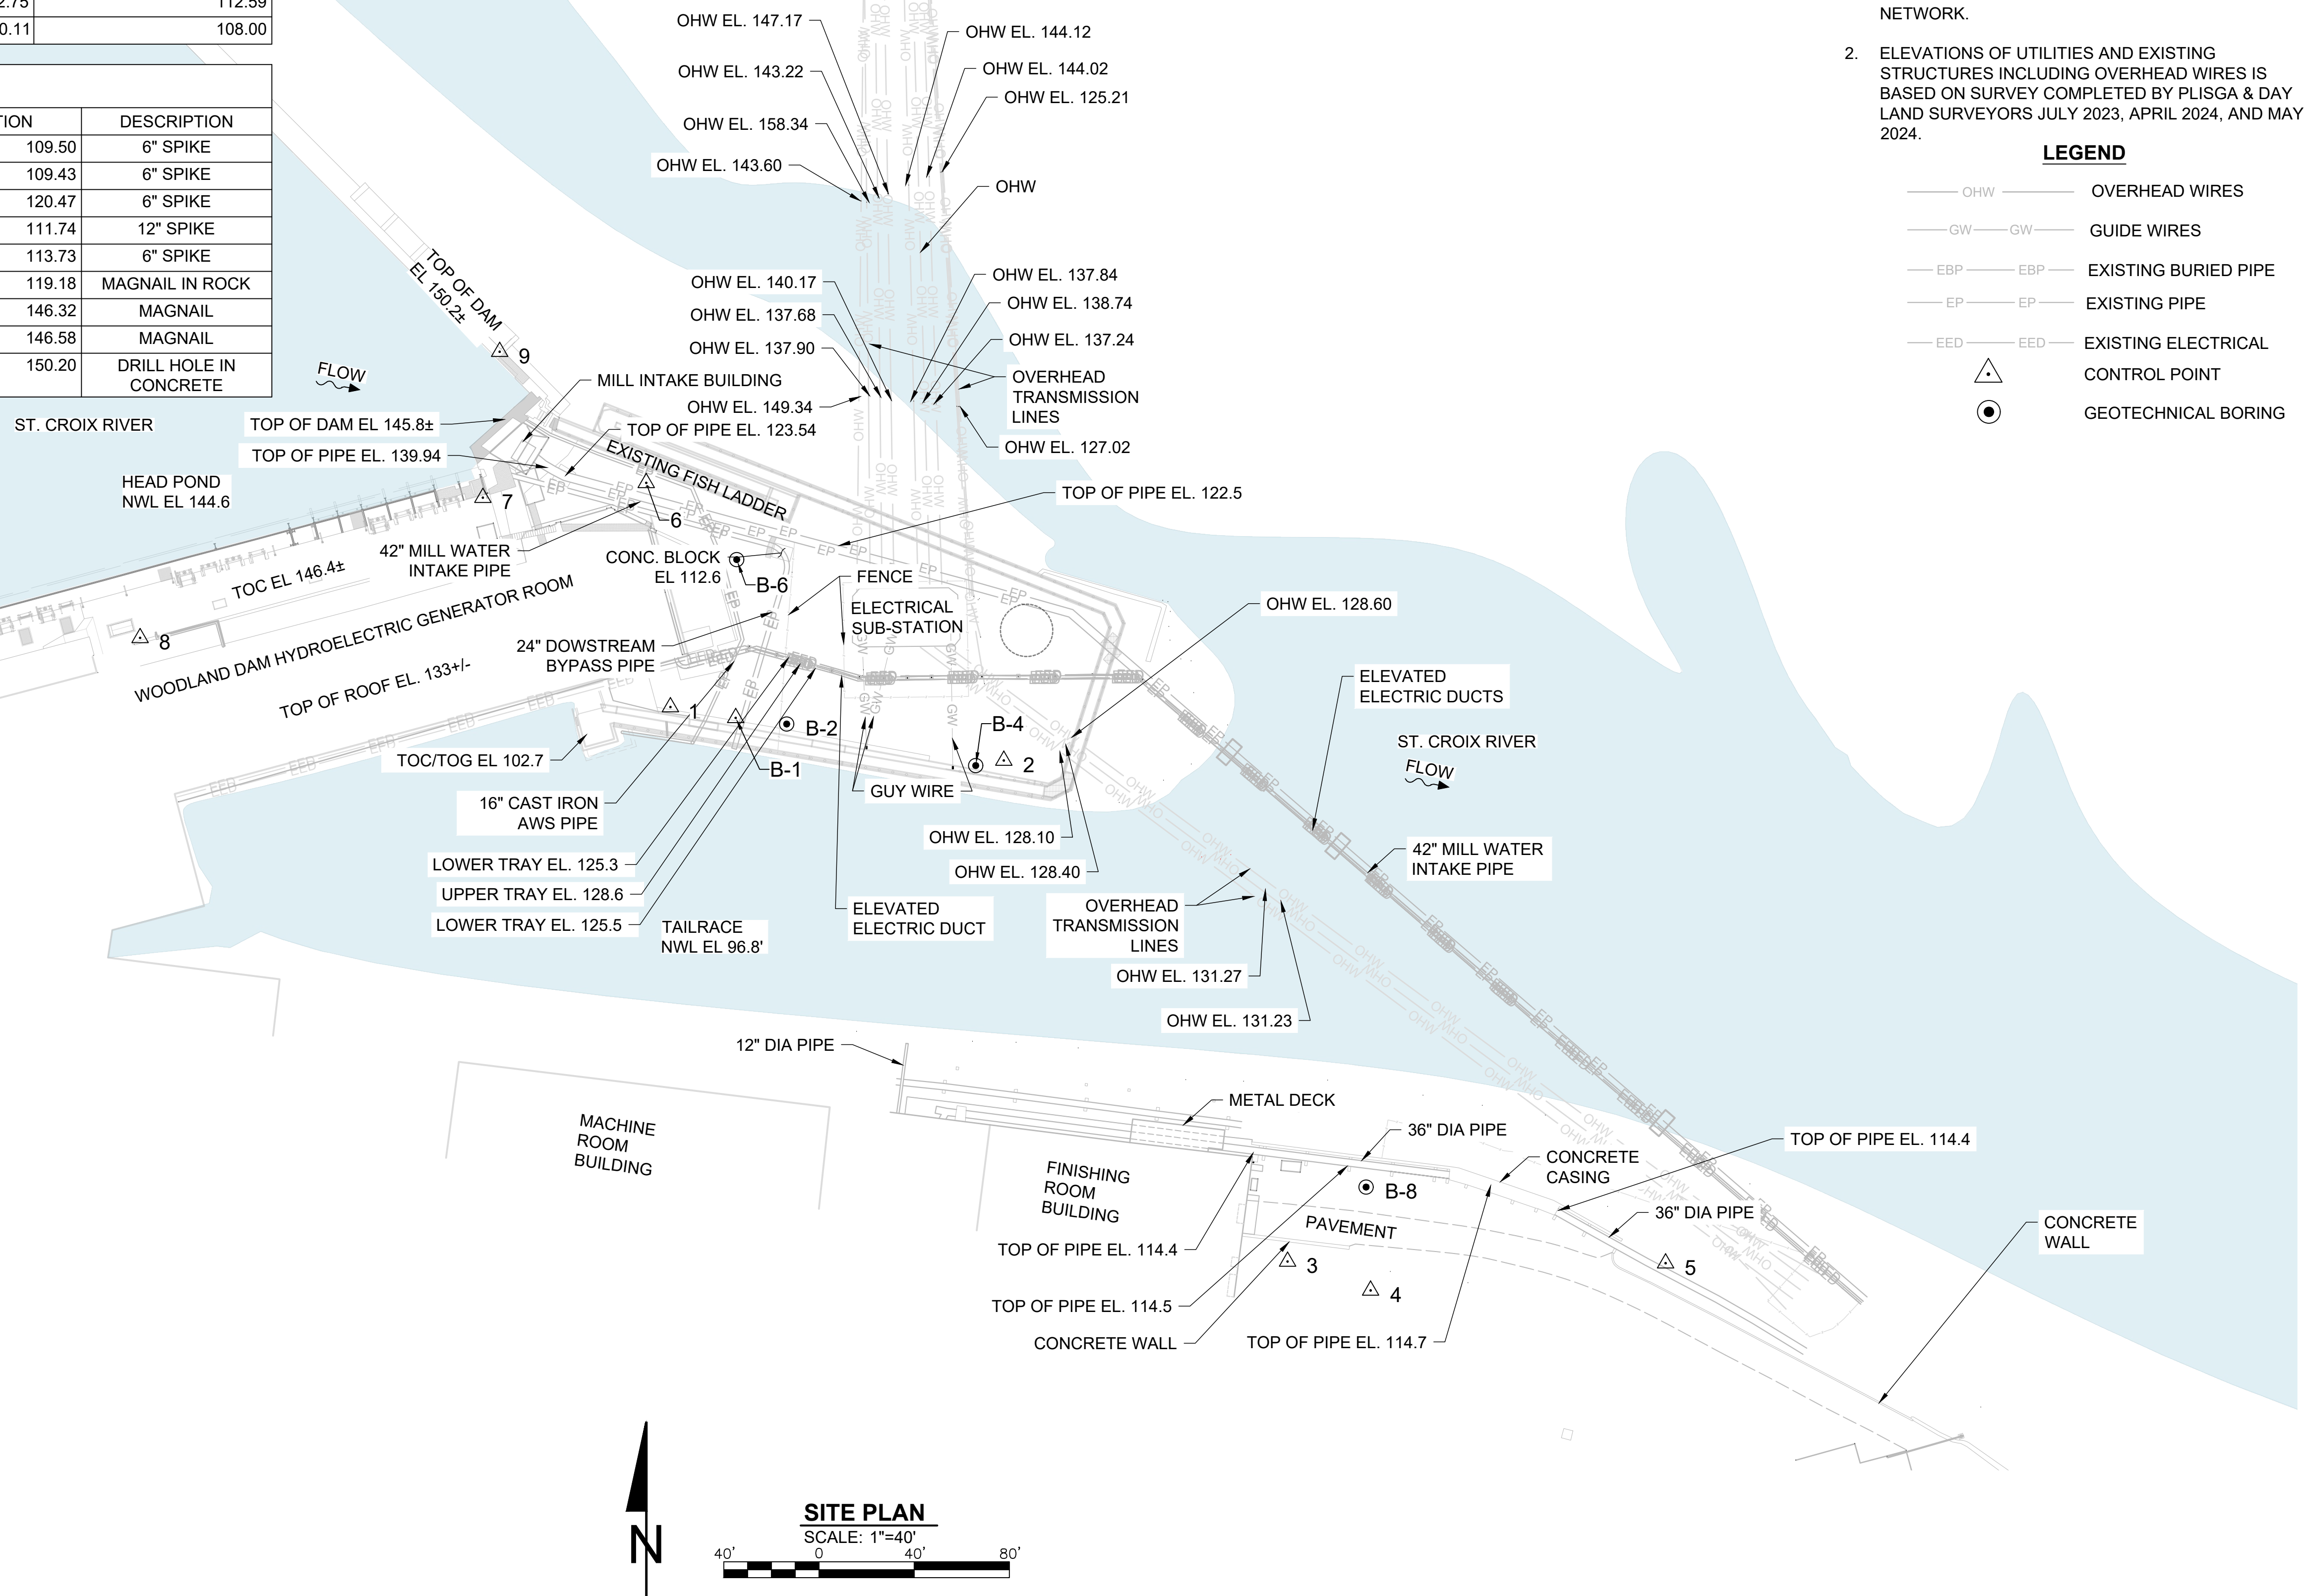 2.75 112.59
0.11 108.00
TION DESCRIPTION
109.50 6" SPIKE
109.43 6" SPIKE
120.47 6" SPIKE
111.74 12" SPIKE
113.73 6" SPIKE
119.18 MAGNAIL IN ROCK
146.32 MAGNAIL
146.58 MAGNAIL
150.20 DRILL HOLE IN
CONCRETE
NETWORK.
2. ELEVATIONS OF UTILITIES AND EXISTING
STRUCTURES INCLUDING OVERHEAD WIRES IS
BASED ON SURVEY COMPLETED BY PLISGA & DAY
LAND SURVEYORS JULY 2023, APRIL 2024, AND MAY
2024.
LEGEND
OHW OVERHEAD WIRES
GW GW GUIDE WIRES
EBP EBP EXISTING BURIED PIPE
EP EP EXISTING PIPE
EED EED EXISTING ELECTRICAL
CONTROL POINT
GEOTECHNICAL BORING
OHW EL. 147.17
OHW EL. 143.22
OHW EL. 158.34
OHW EL. 143.60
OHW EL. 144.12
OHW EL. 144.02
OHW EL. 125.21
OHW
OHW EL. 140.17
OHW EL. 137.68
OHW EL. 137.90
OHW EL. 149.34
OHW EL. 137.84
OHW EL. 138.74
OHW EL. 137.24
OVERHEAD
TRANSMISSION
LINES
OHW EL. 127.02
TOP OF DAM
EL 150.2±
9
FLOW
MILL INTAKE BUILDING
ST. CROIX RIVER
TOP OF DAM EL 145.8±
TOP OF PIPE EL. 123.54
TOP OF PIPE EL. 139.94
EXISTING FISH LADDER
HEAD POND
NWL EL 144.6
7
6
TOP OF PIPE EL. 122.5
42" MILL WATER
INTAKE PIPE
CONC. BLOCK
EL 112.6
B-6
FENCE
ELECTRICAL
SUB-STATION
TOC EL 146.4±
WOODLAND DAM HYDROELECTRIC GENERATOR ROOM
TOP OF ROOF EL. 133+/-
8
24" DOWSTREAM
BYPASS PIPE
OHW EL. 128.60
ELEVATED
ELECTRIC DUCTS
1
B-2
B-4
2
B-1
ST. CROIX RIVER
FLOW
TOC/TOG EL 102.7
GUY WIRE
16" CAST IRON
AWS PIPE
OHW EL. 128.10
OHW EL. 128.40
42" MILL WATER
INTAKE PIPE
LOWER TRAY EL. 125.3
UPPER TRAY EL. 128.6
LOWER TRAY EL. 125.5
TAILRACE
NWL EL 96.8'
ELEVATED
ELECTRIC DUCT
OVERHEAD
TRANSMISSION
LINES
OHW EL. 131.27
OHW EL. 131.23
12" DIA PIPE
METAL DECK
MACHINE
ROOM
BUILDING
FINISHING
ROOM
BUILDING
36" DIA PIPE
B-8
CONCRETE
CASING
TOP OF PIPE EL. 114.4
36" DIA PIPE
PAVEMENT
CONCRETE
WALL
TOP OF PIPE EL. 114.4
3
4
5
TOP OF PIPE EL. 114.5
CONCRETE WALL
TOP OF PIPE EL. 114.7
N
SITE PLAN
SCALE: 1"=40'
40' 0 40' 80'